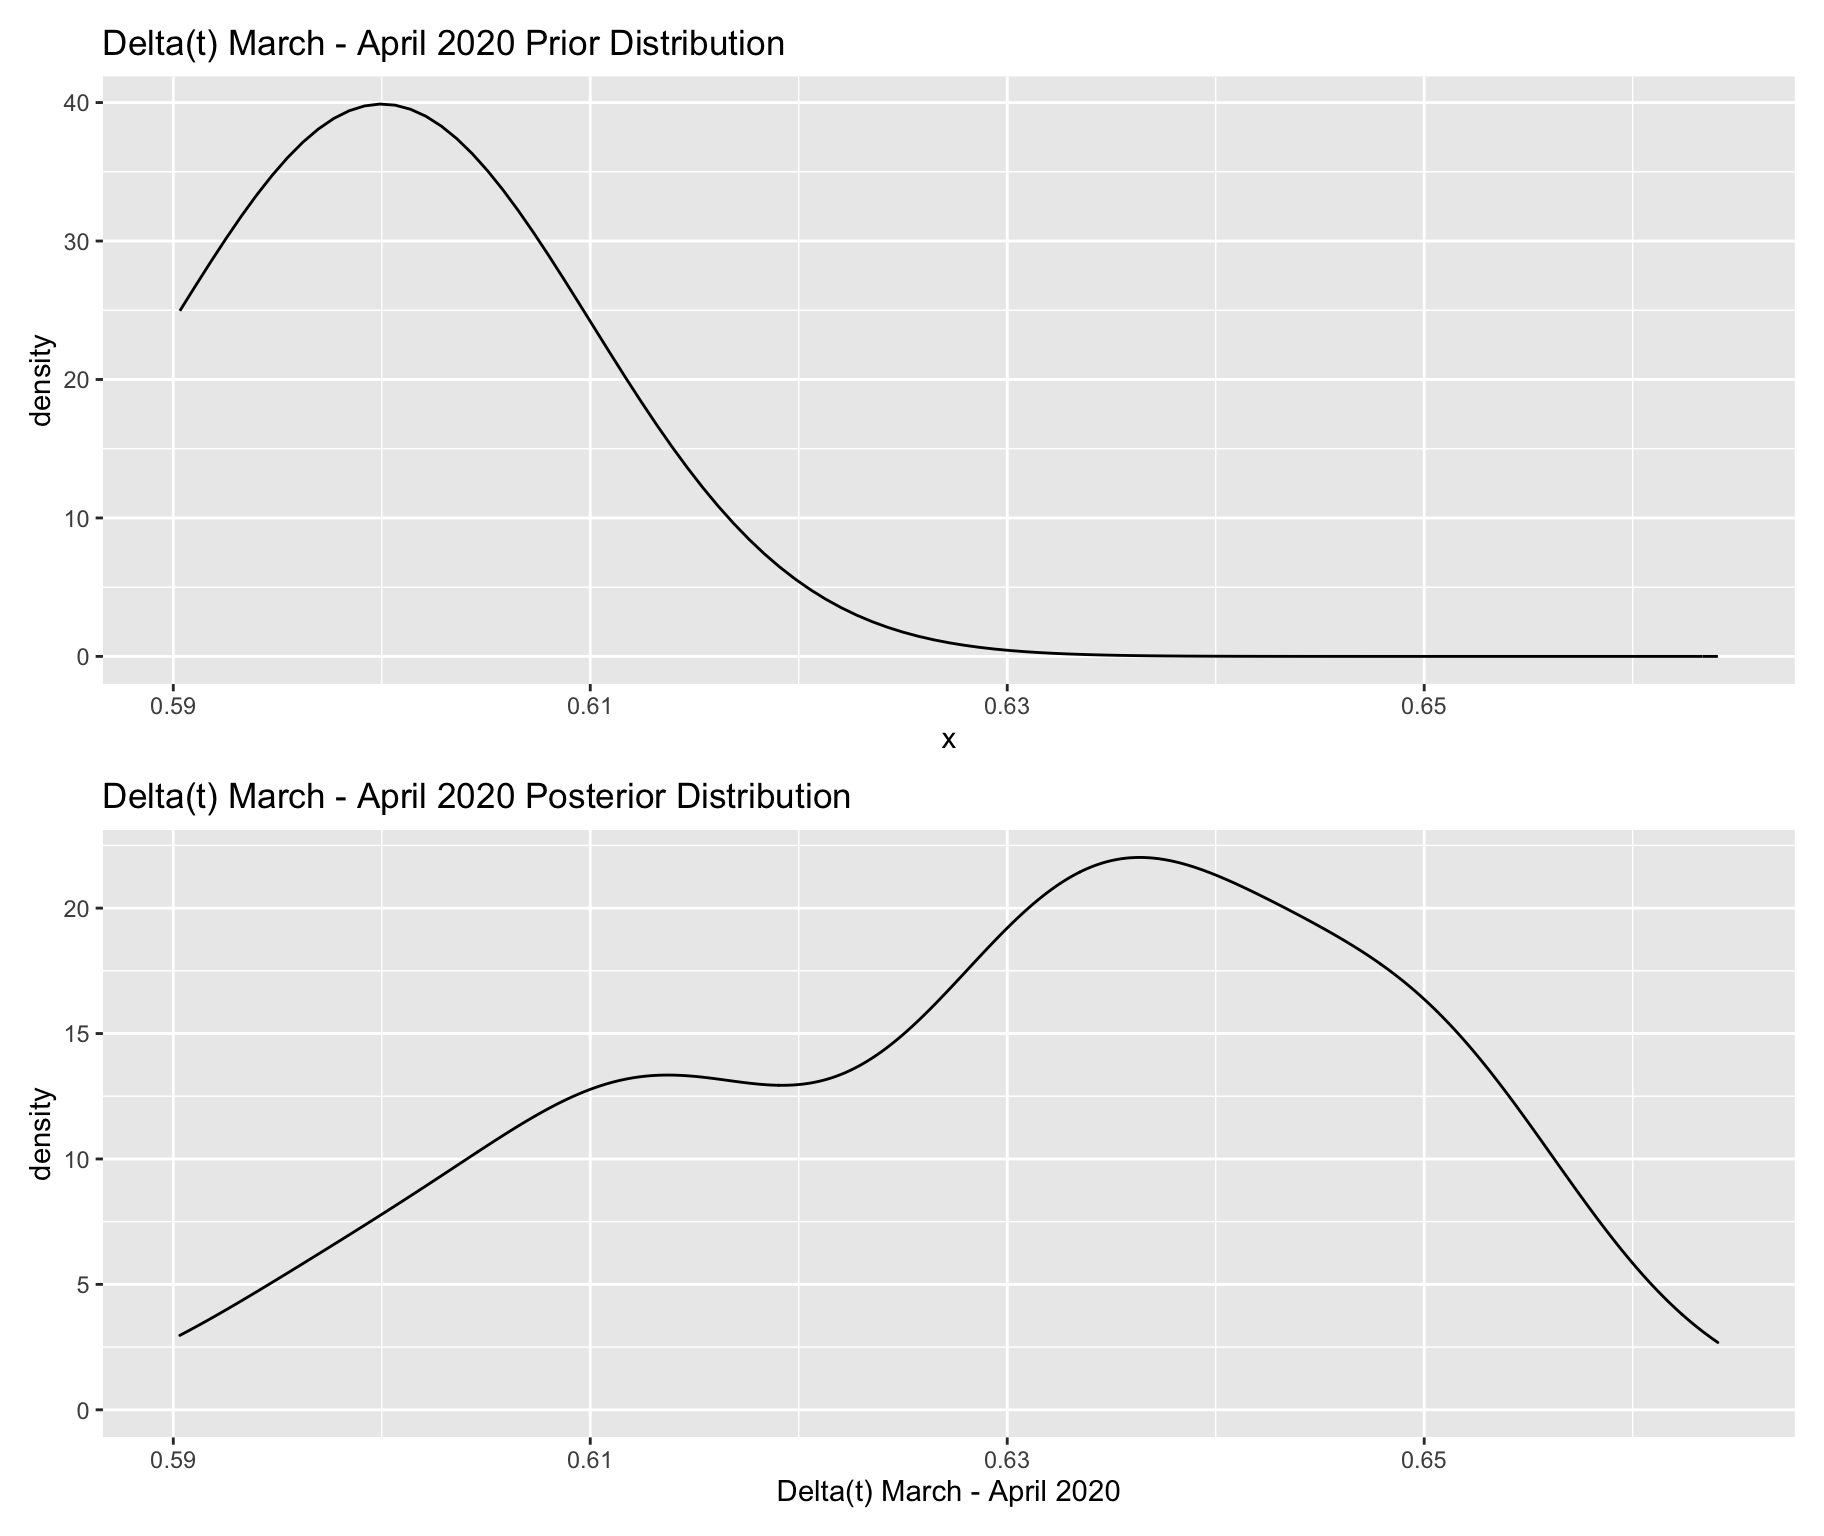 Delta(t) March - April 2020 Prior Distribution
40
30
20
10
0
density
0.59 0.61 0.63 0.65
x
Delta(t) March - April 2020 Posterior Distribution
20
15
10
5
0
density
0.59 0.61 0.63 0.65
Delta(t) March - April 2020